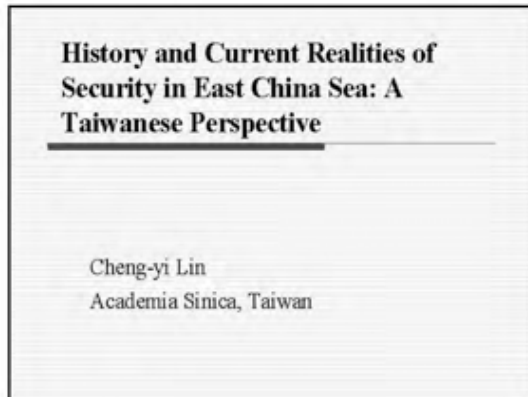 History and Current Realities of
Security in East China Sea: A
Taiwanese Perspective
Cheng-yi Lin
Academia Sinica, Taiwan